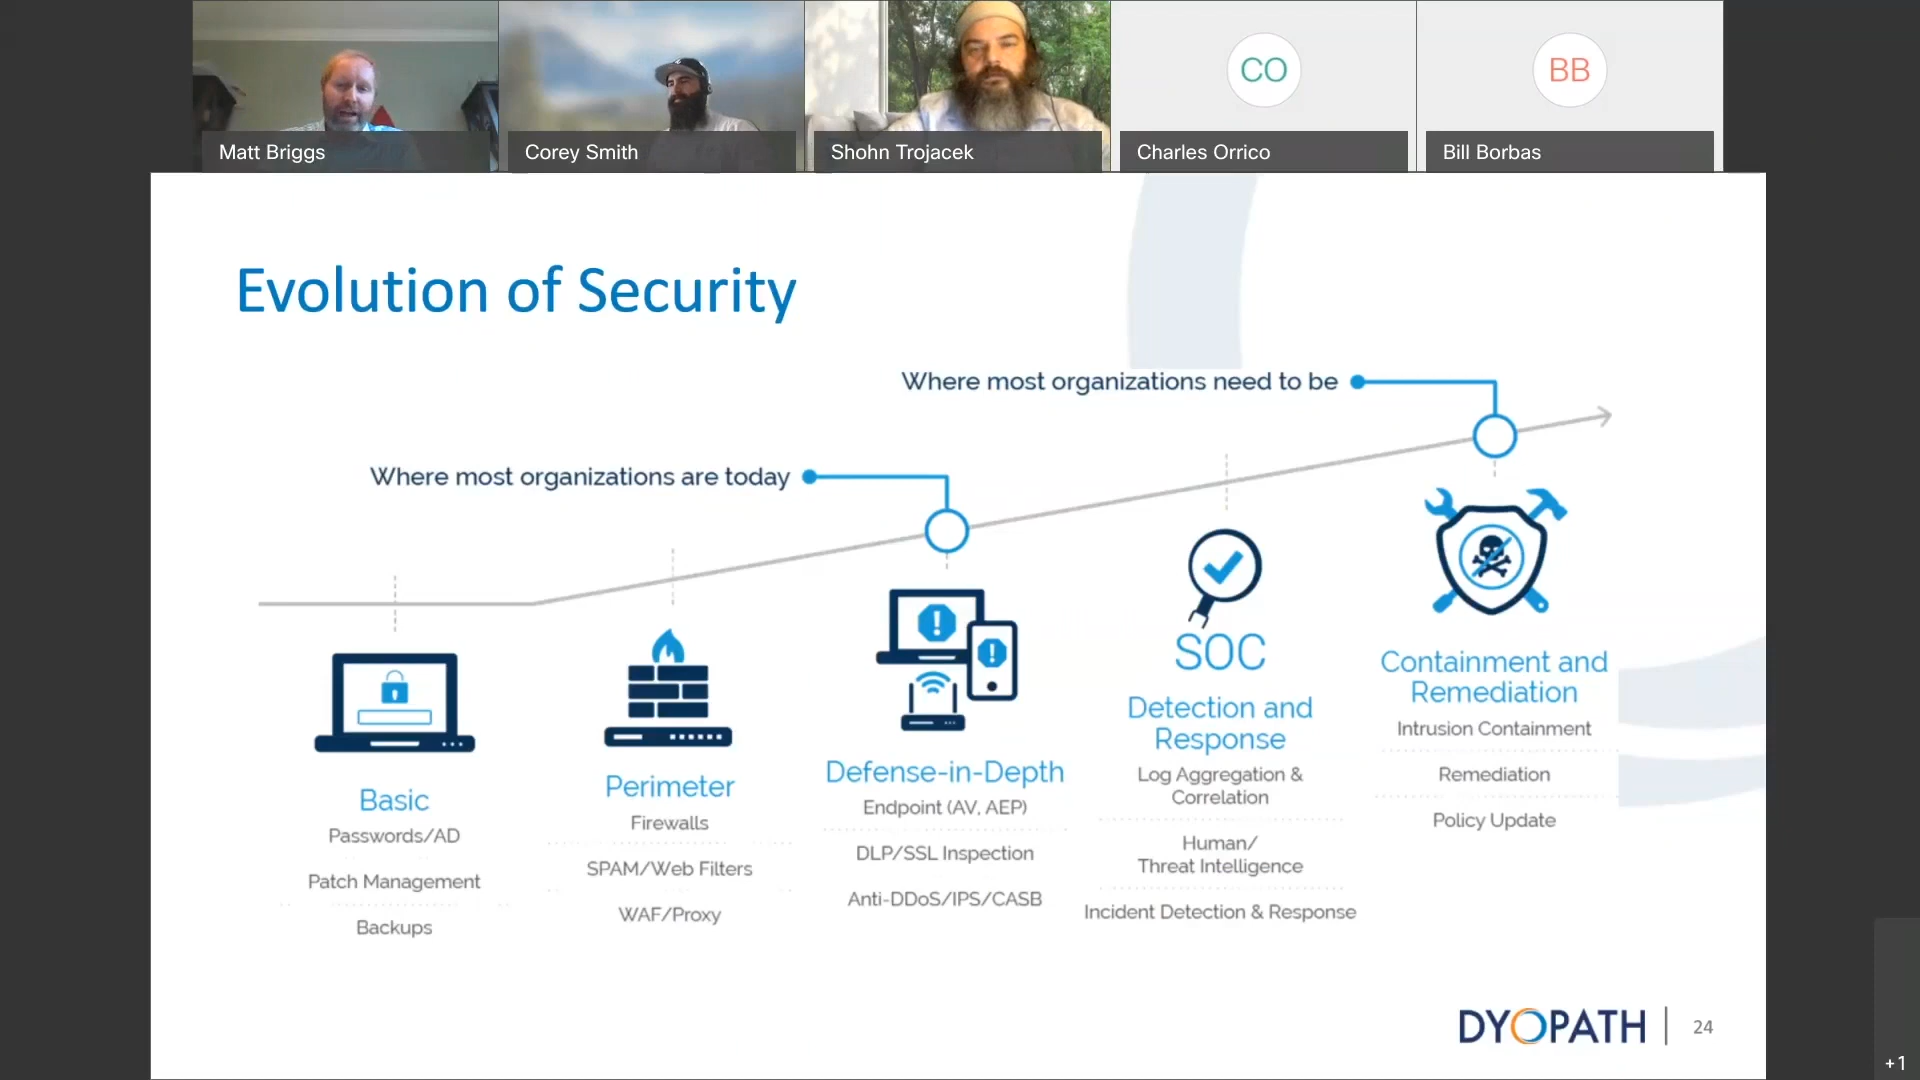 Matt Briggs
Corey Smith
Shohn Trojacek
CO
Charles Orrico
BB
Bill Borbas
Evolution of Security
Where most organizations need to be
Where most organizations are today
Basic
Passwords/AD
Patch Management
Backups
Perimeter
Firewalls
SPAM/Web Filters
WAF/Proxy
Defense-in-Depth
Endpoint (AV, AEP)
DLP/SSL Inspection
Anti-DDoS/IPS/CASB
SOC
Detection and
Response
Log Aggregation &
Correlation
Human/
Threat Intelligence
Incident Detection & Response
Containment and
Remediation
Intrusion Containment
Remediation
Policy Update
DYOPATH
24
+1